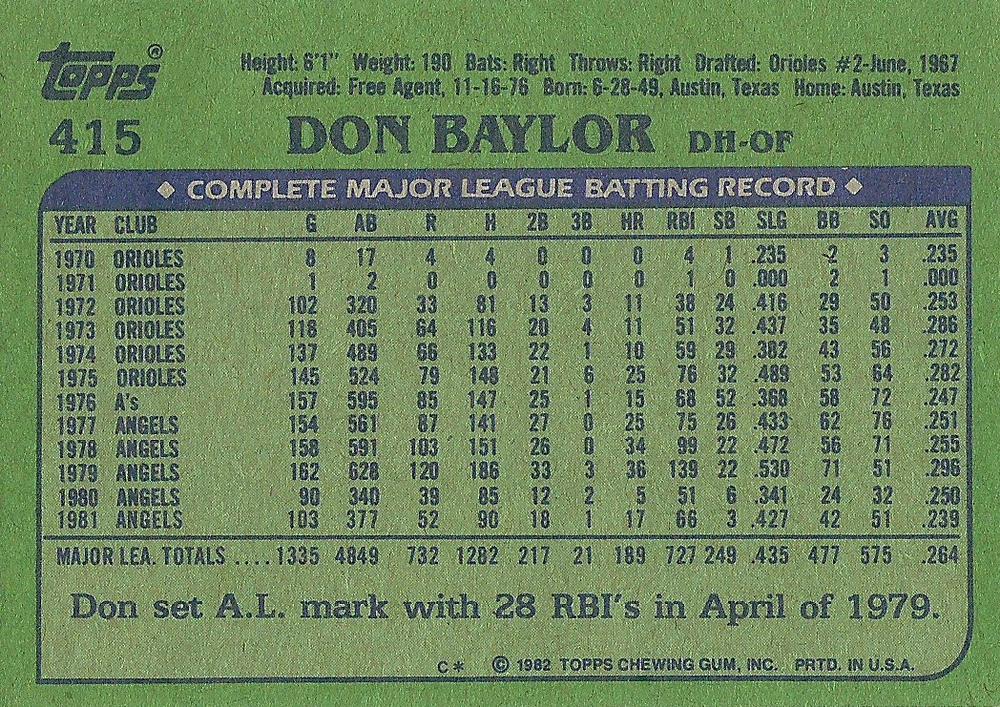 Topps®
Height: 6'1" Weight: 190 Bats: Right Throws: Right Drafted: Orioles #2-June, 1967
Acquired: Free Agent, 11-16-76 Born: 6-28-49, Austin, Texas Home: Austin, Texas
415 DON BAYLOR DH-OF
◆ COMPLETE MAJOR LEAGUE BATTING RECORD ◆
YEAR CLUB G AB R H 2B 3B HR RBI SB SLG BB SO AVG
1970 ORIOLES 8 17 4 4 0 0 0 4 1 .235 2 3 .235
1971 ORIOLES 1 2 0 0 0 0 0 1 0 .000 2 1 .000
1972 ORIOLES 102 320 33 81 13 3 11 38 24 .416 29 50 .253
1973 ORIOLES 118 405 64 116 20 4 11 51 32 .437 35 48 .286
1974 ORIOLES 137 489 66 133 22 1 10 59 29 .382 43 56 .272
1975 ORIOLES 145 524 79 148 21 6 25 76 32 .489 53 64 .282
1976 A's 157 595 85 147 25 1 15 68 52 .368 58 72 .247
1977 ANGELS 154 561 87 141 27 0 25 75 26 .433 62 76 .251
1978 ANGELS 158 591 103 151 26 0 34 99 22 .472 56 71 .255
1979 ANGELS 162 628 120 186 33 3 36 139 22 .530 71 51 .296
1980 ANGELS 90 340 39 85 12 2 5 51 6 .341 24 32 .250
1981 ANGELS 103 377 52 90 18 1 17 66 3 .427 42 51 .239
MAJOR LEA. TOTALS ....1335 4849 732 1282 217 21 189 727 249 .435 477 575 .264
Don set A.L. mark with 28 RBI's in April of 1979.
C* © 1982 TOPPS CHEWING GUM, INC. PRTD. IN U.S.A.